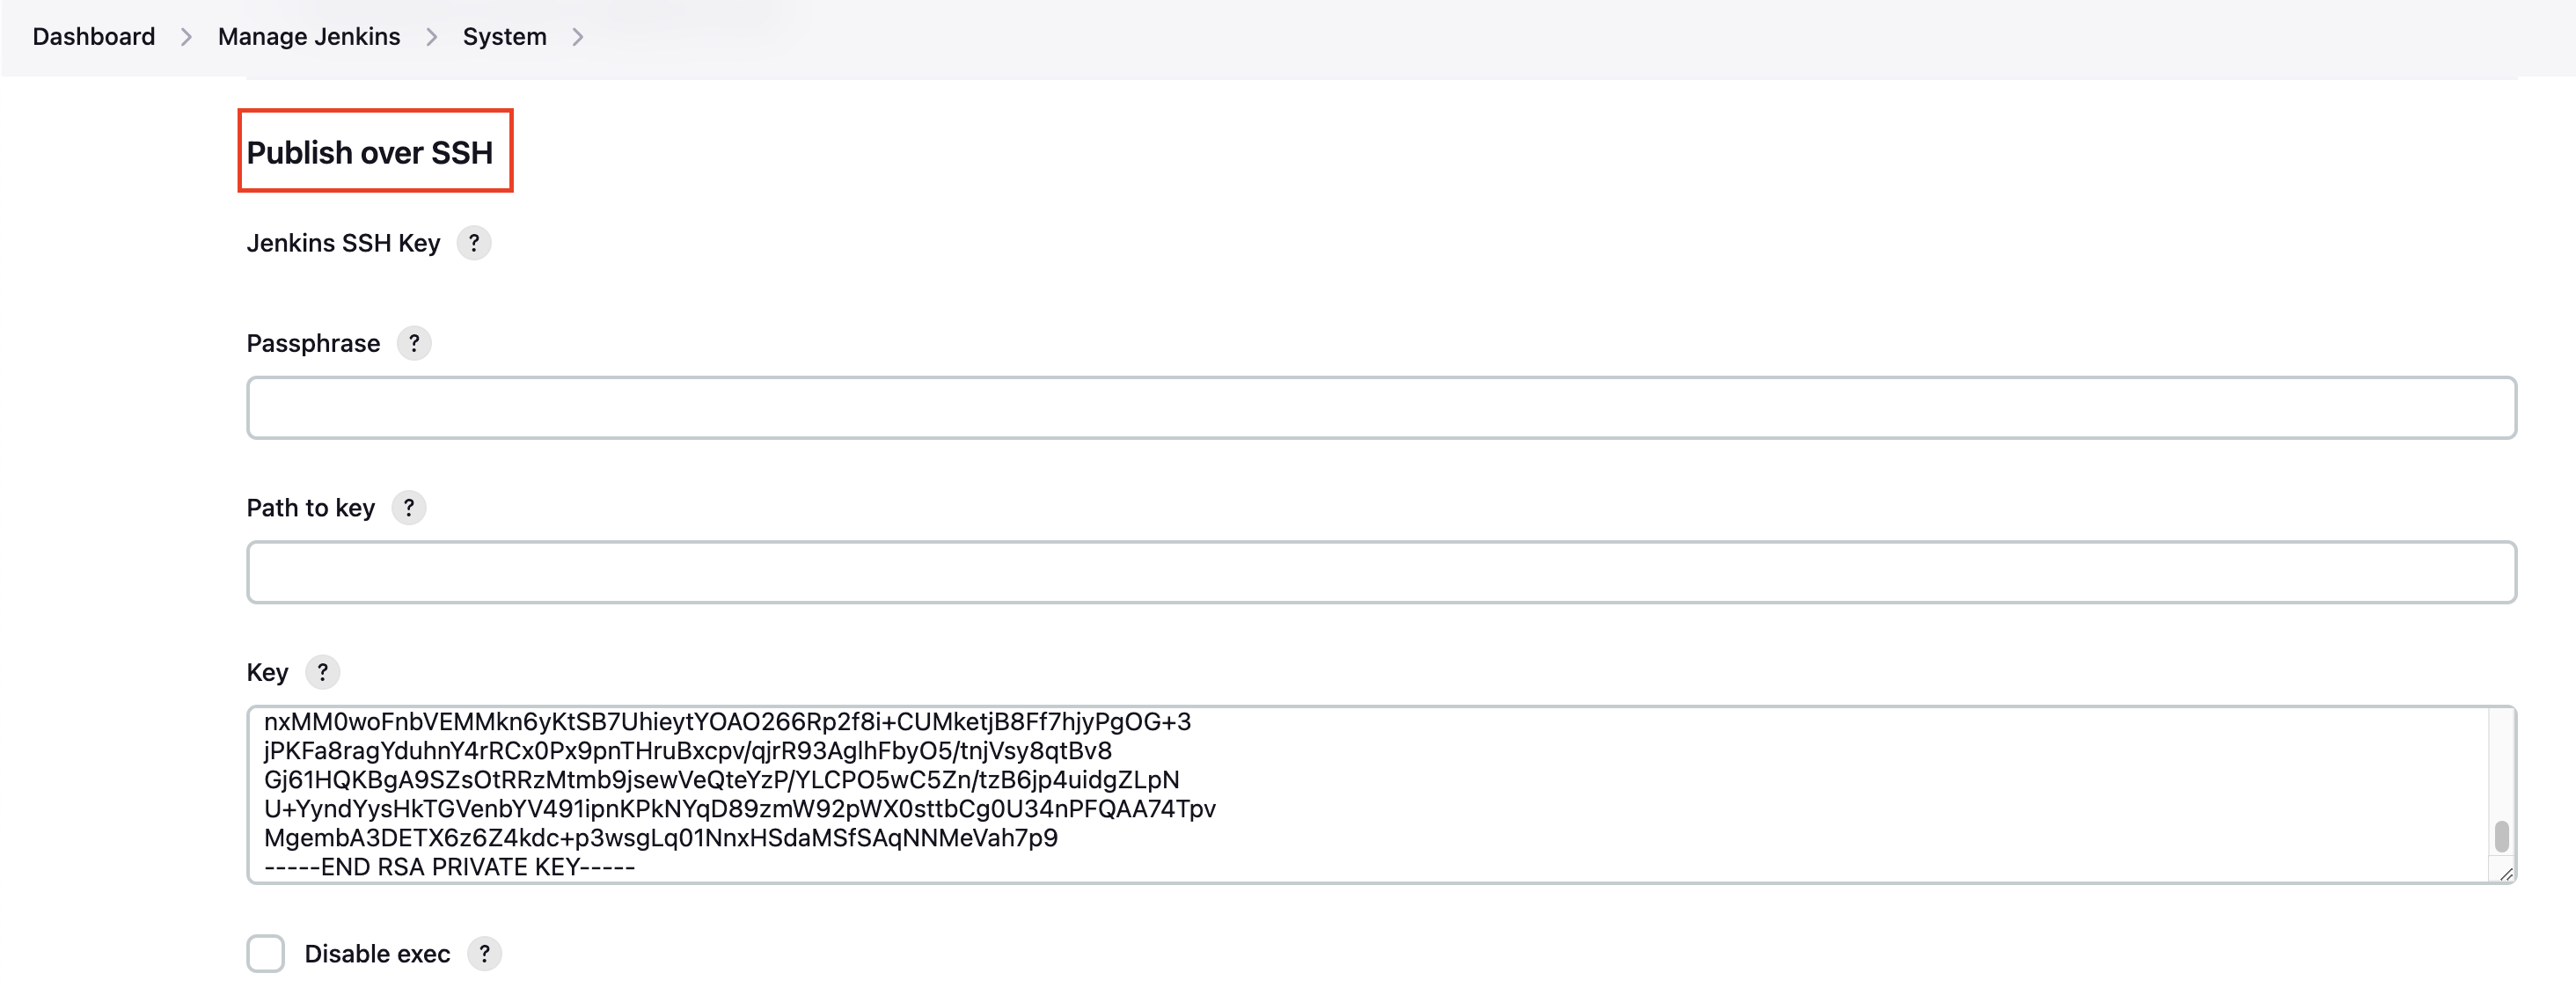 Dashboard > Manage Jenkins > System >
Publish over SSH
Jenkins SSH Key ?
Passphrase ?
Path to key ?
Key ?
nxMM0woFnbVEMMkn6yKtSB7UhieytYOAO266Rp2f8i+CUMketjB8Ff7hjyPgOG+3
jPKFa8ragYduhnY4rRCx0Px9pnTHruBxcpv/qjrR93AglhFbyO5/tnjVsy8qtBv8
Gj61HQKBgA9SZsOtRRzMtmb9jsewVeQteYzP/YLCPO5wC5Zn/tzB6jp4uidgZLpN
U+YyndYysHkTGVenbYV491ipnKPkNYqD89zmW92pWX0sttbCg0U34nPFQAA74Tpv
MgembA3DETX6z6Z4kdc+p3wsgLq01NnxHSdaMSfSAqNNMeVah7p9
-----END RSA PRIVATE KEY-----
Disable exec ?